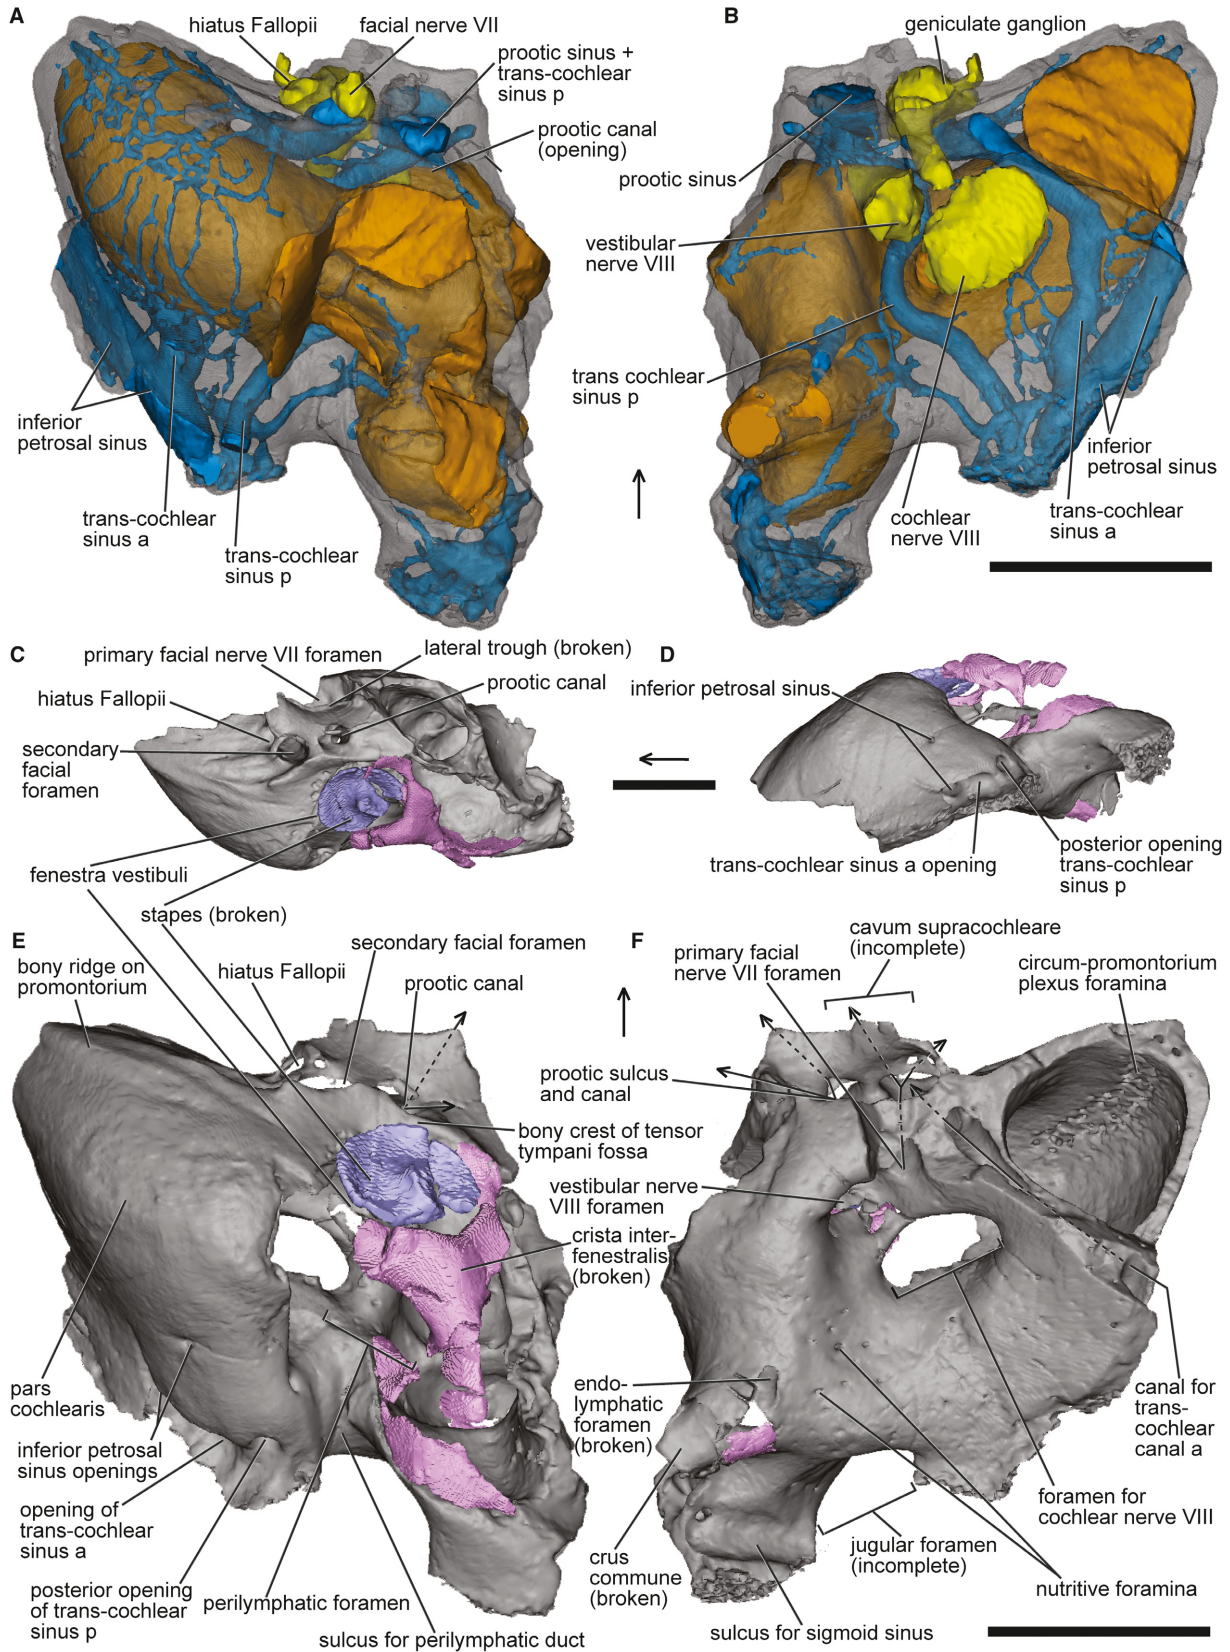 A
hiatus Fallopii
facial nerve VII
prootic sinus +
trans-cochlear
sinus p
prootic canal
(opening)
inferior
petrosal sinus
trans-cochlear
sinus a
trans-cochlear
sinus p
B
geniculate ganglion
prootic sinus
vestibular
nerve VIII
trans cochlear
sinus p
cochlear
nerve VIII
trans-cochlear
sinus a
inferior
petrosal sinus
C
primary facial nerve VII foramen
lateral trough (broken)
hiatus Fallopii
prootic canal
secondary
facial
foramen
fenestra vestibuli
stapes (broken)
D
inferior petrosal sinus
trans-cochlear sinus a opening
posterior opening
trans-cochlear
sinus p
E
bony ridge on
promontorium
hiatus Fallopii
secondary facial foramen
prootic canal
prootic sulcus
and canal
bony crest of tensor
tympani fossa
vestibular nerve
VIII foramen
crista inter-
fenestralis
(broken)
pars
cochlearis
inferior petrosal
sinus openings
opening of
trans-cochlear
sinus a
posterior opening
of trans-cochlear
sinus p
perilymphatic foramen
sulcus for perilymphatic duct
F
primary facial
nerve VII foramen
cavum supracochleare
(incomplete)
circum-promontorium
plexus foramina
endo-
lymphatic
foramen
(broken)
crus
commune
(broken)
sulcus for sigmoid sinus
jugular foramen
(incomplete)
nutritive foramina
foramen for
cochlear nerve VIII
canal for
trans-
cochlear
canal a